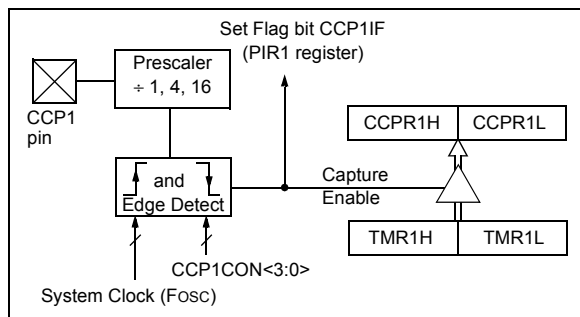 Set Flag bit CCP1IF
(PIR1 register)
Prescaler
÷ 1, 4, 16
CCP1
pin
CCPR1H
CCPR1L
and
Edge Detect
Capture
Enable
TMR1H
TMR1L
CCP1CON<3:0>
System Clock (FOSC)